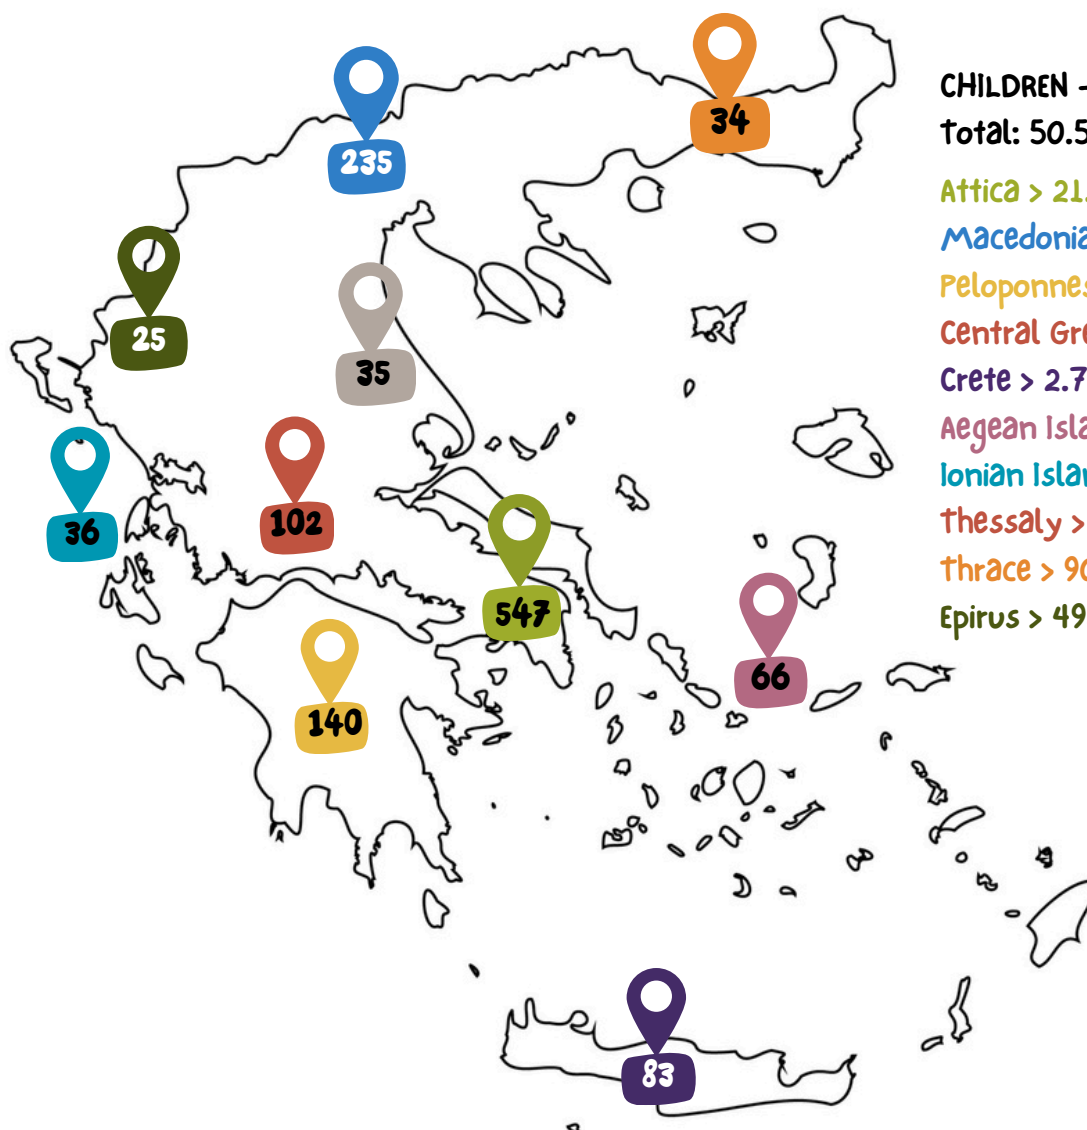 CHILDREN -
Total: 50.5
Attica > 21.
Macedonia
Peloponnes
Central Gre
Crete > 2.7
Aegean Isla
Ionian Islan
Thessaly >
Thrace > 90
Epirus > 49
34
235
25
35
36
102
547
66
140
83